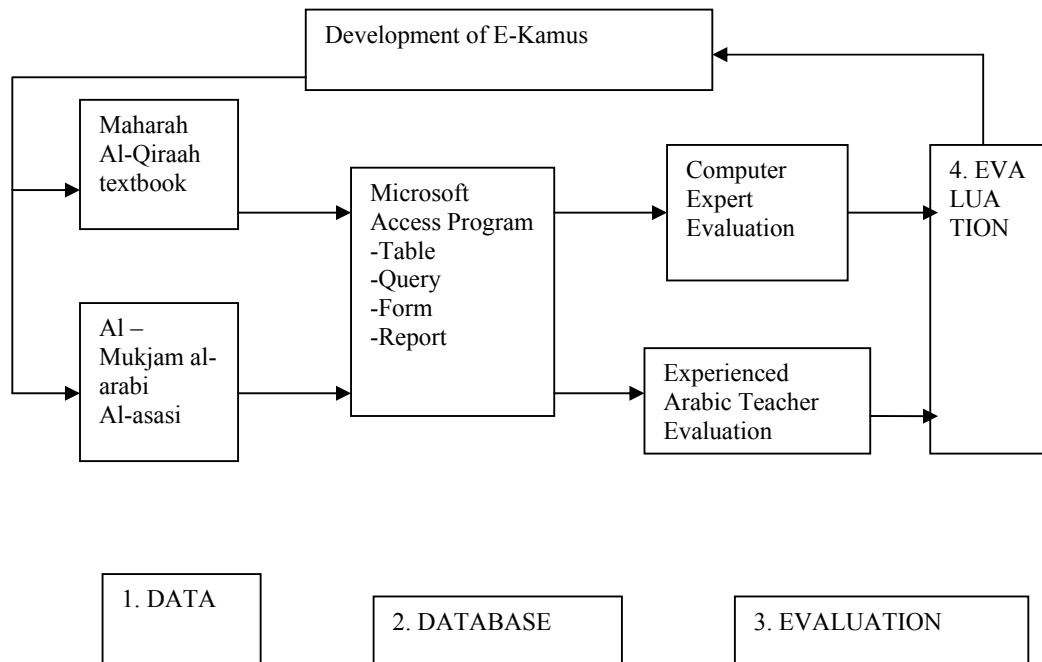 Development of E-Kamus
Maharah
Al-Qiraah
textbook
Al –
Mukjam al-
arabi
Al-asasi
Microsoft
Access Program
-Table
-Query
-Form
-Report
Computer
Expert
Evaluation
Experienced
Arabic Teacher
Evaluation
4. EVA
LUA
TION
1. DATA
2. DATABASE
3. EVALUATION